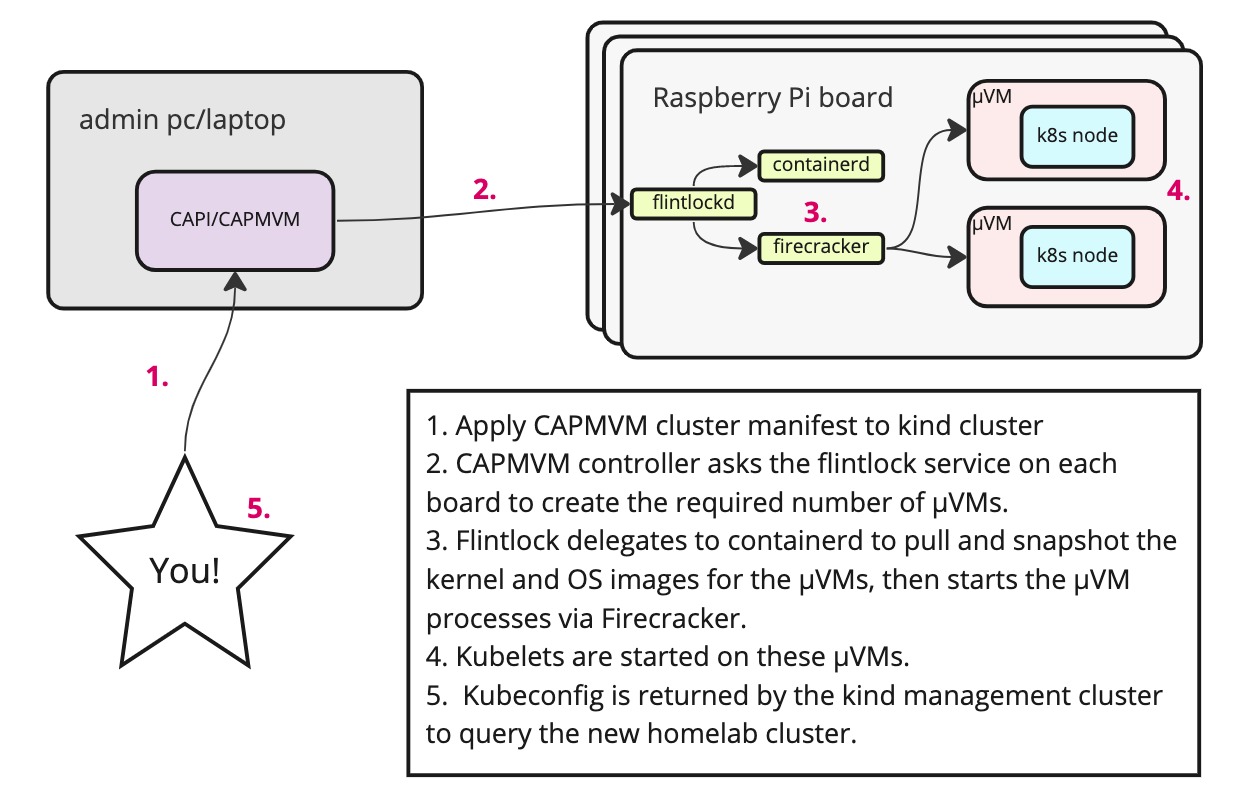 admin pc/laptop
CAPI/CAPMVM
1.
2.
Raspberry Pi board
containerd
flintlockd
3.
firecracker
µVM
k8s node
4.
µVM
k8s node
5.
You!
1. Apply CAPMVM cluster manifest to kind cluster
2. CAPMVM controller asks the flintlock service on each
board to create the required number of µVMs.
3. Flintlock delegates to containerd to pull and snapshot the
kernel and OS images for the µVMs, then starts the µVM
processes via Firecracker.
4. Kubelets are started on these µVMs.
5.  Kubeconfig is returned by the kind management cluster
to query the new homelab cluster.